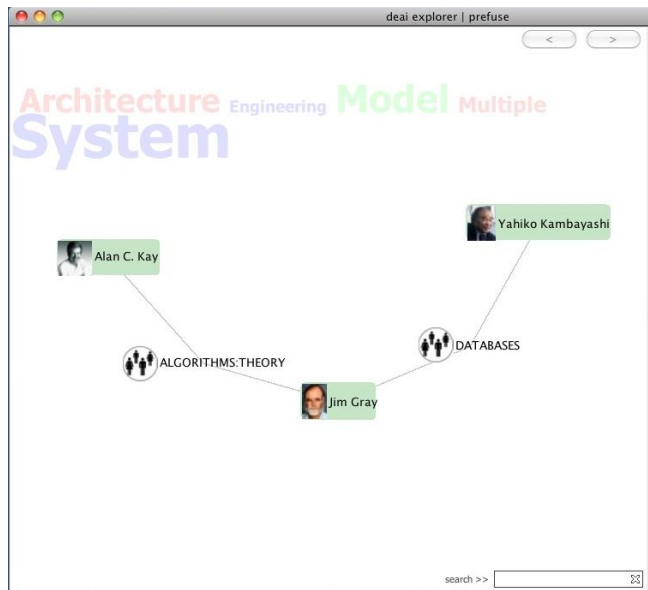 deai explorer | prefuse
< >
Architecture Engineering Model Multiple
System
Yahiko Kambayashi
Alan C. Kay
DATABASES
ALGORITHMS:THEORY
Jim Gray
search >>